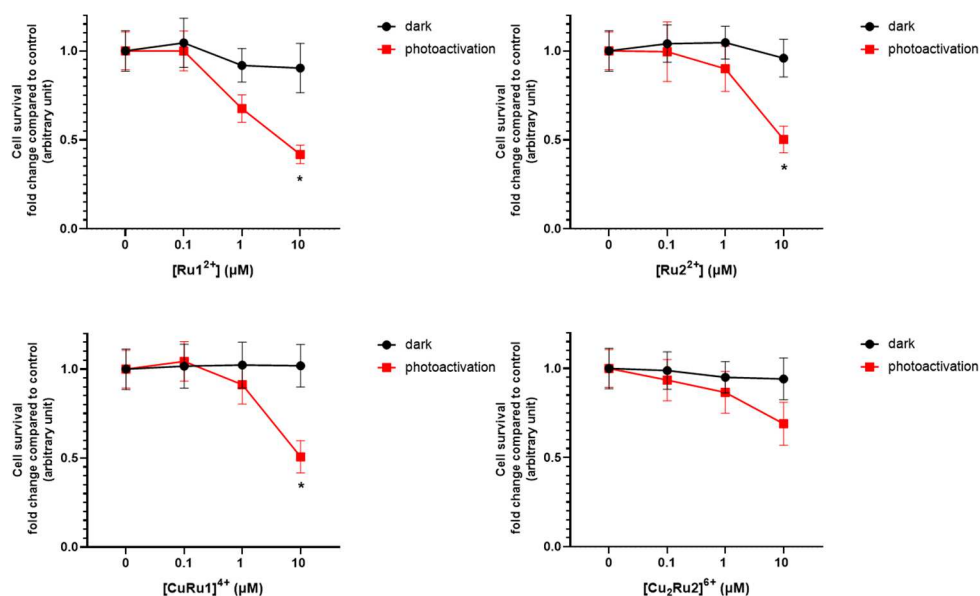 Cell survival
fold change compared to control
(arbitrary unit)
1.0
0.5
0.0
0
0.1
1
10
*
[Ru1²⁺] (µM)
dark
photoactivation
Cell survival
fold change compared to control
(arbitrary unit)
1.0
0.5
0.0
0
0.1
1
10
*
[Ru2²⁺] (µM)
dark
photoactivation
Cell survival
fold change compared to control
(arbitrary unit)
1.0
0.5
0.0
0
0.1
1
10
*
[CuRu1]⁴⁺ (µM)
dark
photoactivation
Cell survival
fold change compared to control
(arbitrary unit)
1.0
0.5
0.0
0
0.1
1
10
[Cu₂Ru2]⁶⁺ (µM)
dark
photoactivation